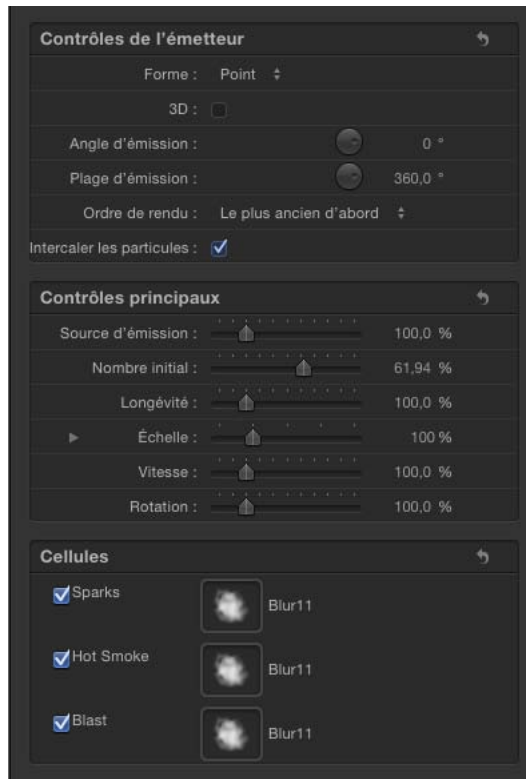 Contrôles de l’émetteur
Forme : Point
3D :
Angle d’émission : 0 °
Plage d’émission : 360,0 °
Ordre de rendu : Le plus ancien d’abord
Intercaler les particules :
Contrôles principaux
Source d’émission : 100,0 %
Nombre initial : 61,94 %
Longévité : 100,0 %
Échelle : 100 %
Vitesse : 100,0 %
Rotation : 100,0 %
Cellules
Sparks Blur11
Hot Smoke Blur11
Blast Blur11